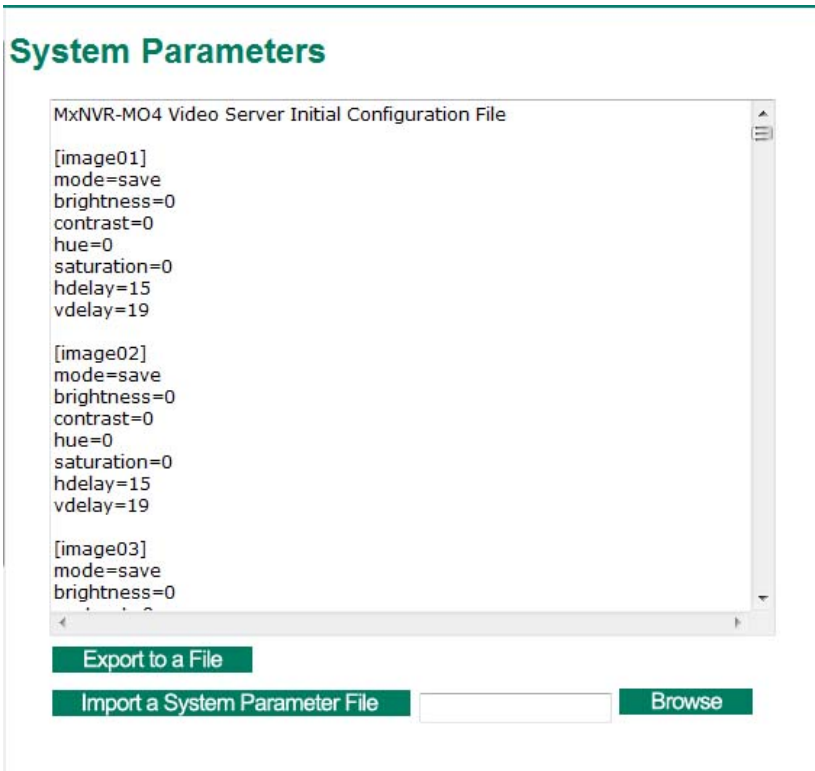 System Parameters
MxNVR-MO4 Video Server Initial Configuration File
[image01]
mode=save
brightness=0
contrast=0
hue=0
saturation=0
hdelay=15
vdelay=19
[image02]
mode=save
brightness=0
contrast=0
hue=0
saturation=0
hdelay=15
vdelay=19
[image03]
mode=save
brightness=0
Export to a File
Import a System Parameter File
Browse